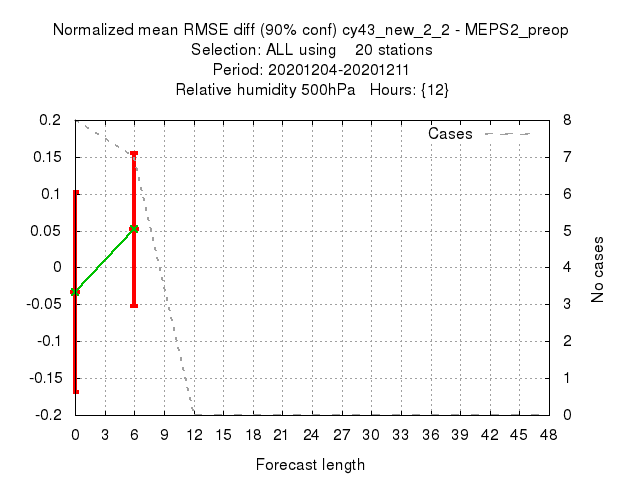 Normalized mean RMSE diff (90% conf) cy43_new_2_2 - MEPS2_preop
Selection: ALL using    20 stations
Period: 20201204-20201211
Relative humidity 500hPa   Hours: {12}
Cases
0.2
0.15
0.1
0.05
0
-0.05
-0.1
-0.15
-0.2
8
7
6
5
4
3
2
1
0
No cases
0 3 6 9 12 15 18 21 24 27 30 33 36 39 42 45 48
Forecast length